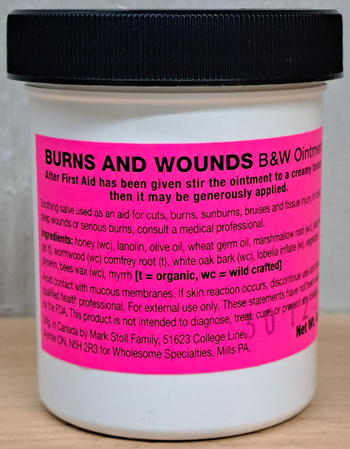 BURNS AND WOUNDS B&W Ointment
After First Aid has been given stir the ointment to a creamy
then it may be generously applied.
Soothing salve used as an aid for cuts, burns, sunburns, bruises and tissue injury.
deep wounds or serious burns, consult a medical professional.
Ingredients: honey (wc), lanolin, olive oil, wheat germ oil, marshmallow root (wc),
gel (t), wormwood (wc) comfrey root (t), white oak bark (wc), lobelia inflate (wc),
glycerin, bees wax (wc), myrrh [t = organic, wc = wild crafted]
Avoid contact with mucous membranes. If skin reaction occurs, discontinue use and
qualified health professional. For external use only. These statements have not been
by the FDA. This product is not intended to diagnose, treat, cure, or prevent any
Mfg. in Canada by Mark Stoll Family, 51623 College Line,
Aylmer ON, N5H 2R3 for Wholesome Specialties, Mills PA.
Net Wt.